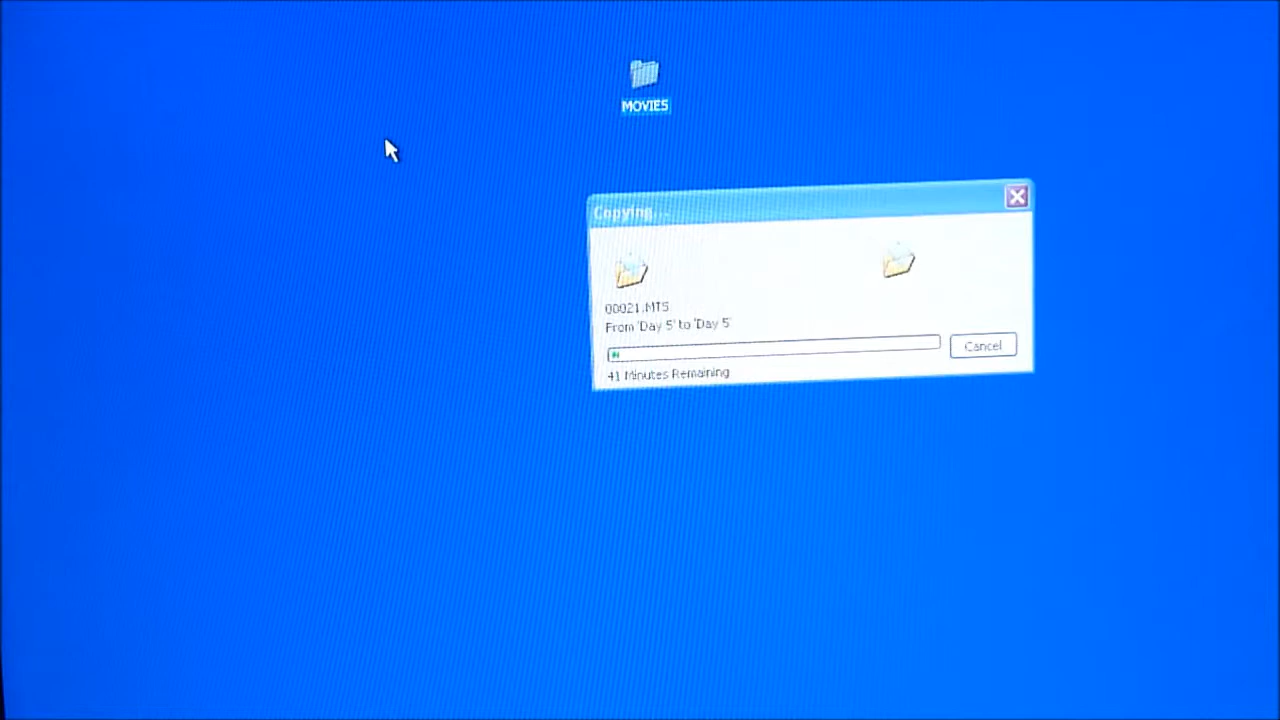 MOVIES
Copying...
00021.MTS
From 'Day 5' to 'Day 5'
Cancel
41 Minutes Remaining